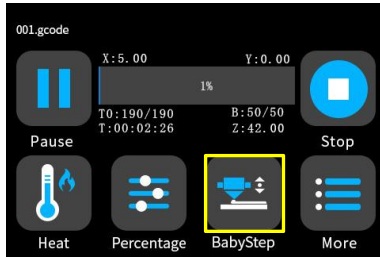 001.gcode
X:5.00 Y:0.00
1%
T0:190/190 B:50/50
T:00:02:26 Z:42.00
Pause Stop
Heat Percentage BabyStep More